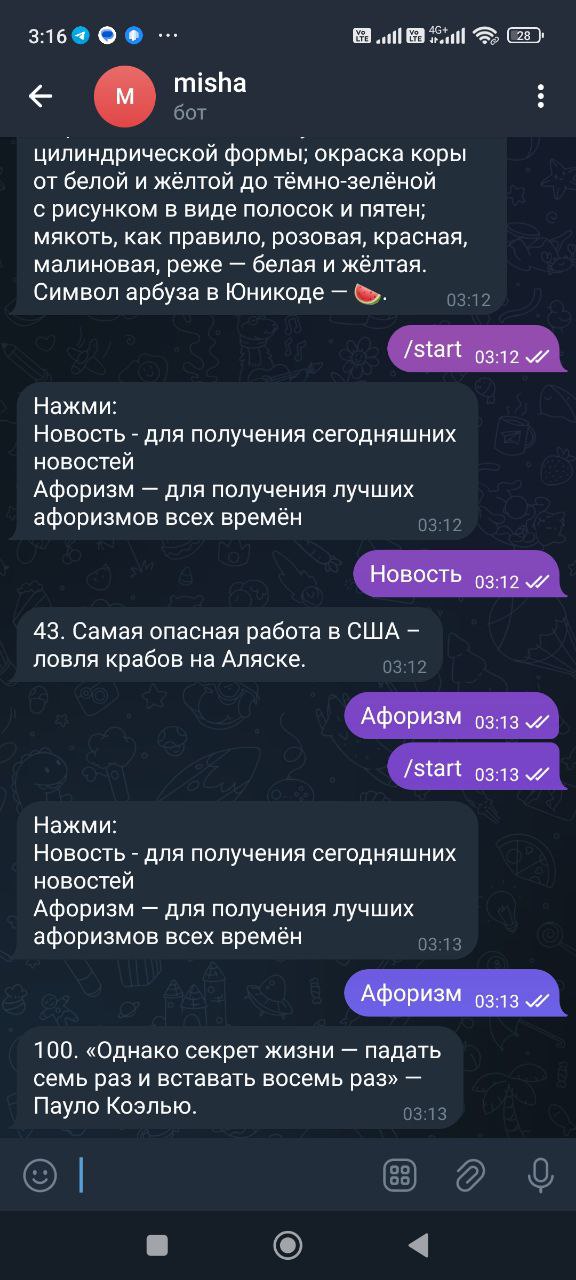 3:16
Vo LTE
Vo LTE
4G+
28
M
misha
бот
цилиндрической формы; окраска коры
от белой и жёлтой до тёмно-зелёной
с рисунком в виде полосок и пятен;
мякоть, как правило, розовая, красная,
малиновая, реже — белая и жёлтая.
Символ арбуза в Юникоде — 🍉.
03:12
/start 03:12
Нажми:
Новость - для получения сегодняшних
новостей
Афоризм — для получения лучших
афоризмов всех времён
03:12
Новость 03:12
43. Самая опасная работа в США –
ловля крабов на Аляске.
03:12
Афоризм 03:13
/start 03:13
Нажми:
Новость - для получения сегодняшних
новостей
Афоризм — для получения лучших
афоризмов всех времён
03:13
Афоризм 03:13
100. «Однако секрет жизни — падать
семь раз и вставать восемь раз» —
Пауло Коэлью.
03:13